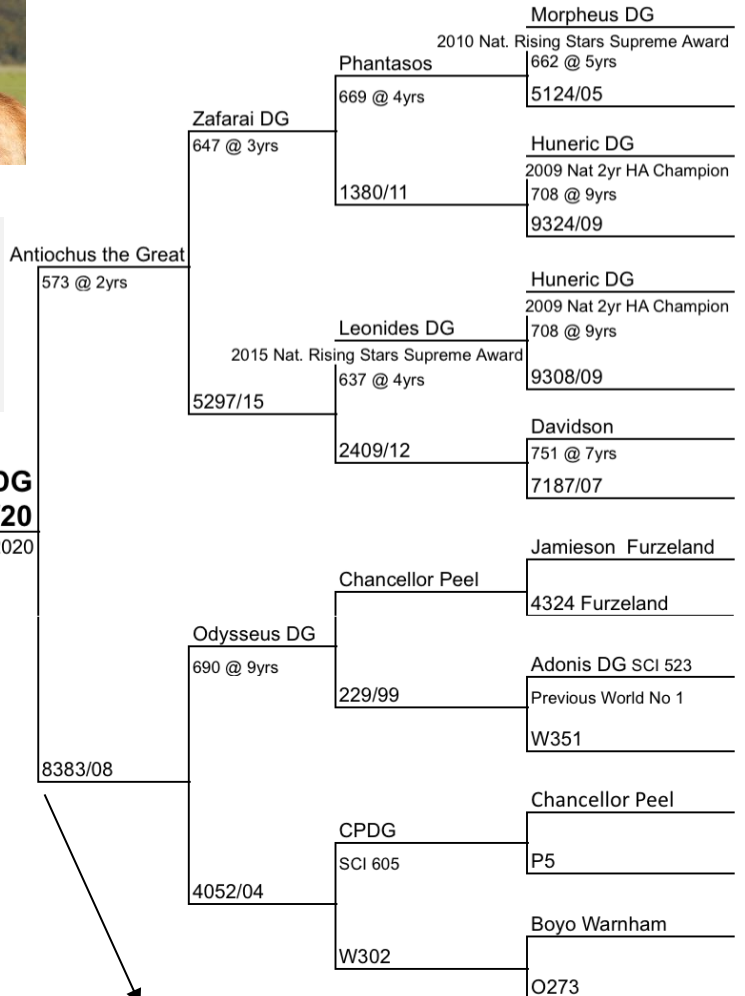 Morpheus DG
2010 Nat. Rising Stars Supreme Award
Phantasos
662 @ 5yrs
669 @ 4yrs
5124/05
Zafarai DG
647 @ 3yrs
Huneric DG
2009 Nat 2yr HA Champion
1380/11
708 @ 9yrs
9324/09
Antiochus the Great
573 @ 2yrs
Huneric DG
2009 Nat 2yr HA Champion
Leonides DG
708 @ 9yrs
2015 Nat. Rising Stars Supreme Award
637 @ 4yrs
9308/09
5297/15
Davidson
2409/12
751 @ 7yrs
7187/07
DG
20
2020
Jamieson Furzeland
Chancellor Peel
4324 Furzeland
Odysseus DG
690 @ 9yrs
Adonis DG SCI 523
229/99
Previous World No 1
W351
8383/08
Chancellor Peel
CPDG
SCI 605
P5
4052/04
Boyo Warnham
W302
O273